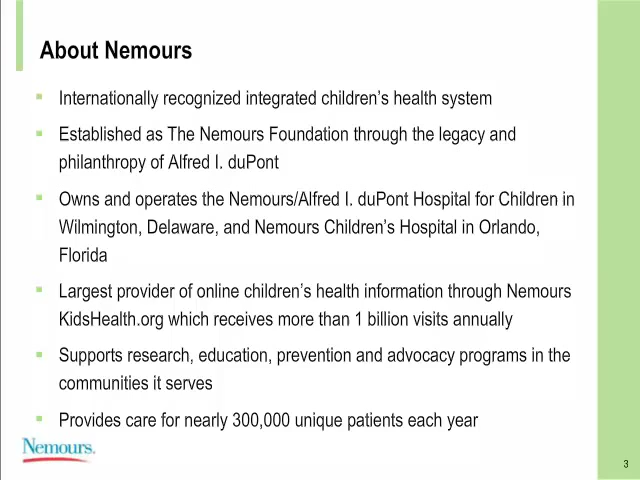 About Nemours
▪ Internationally recognized integrated children’s health system
▪ Established as The Nemours Foundation through the legacy and
philanthropy of Alfred I. duPont
▪ Owns and operates the Nemours/Alfred I. duPont Hospital for Children in
Wilmington, Delaware, and Nemours Children’s Hospital in Orlando,
Florida
▪ Largest provider of online children’s health information through Nemours
KidsHealth.org which receives more than 1 billion visits annually
▪ Supports research, education, prevention and advocacy programs in the
communities it serves
▪ Provides care for nearly 300,000 unique patients each year
Nemours.
3